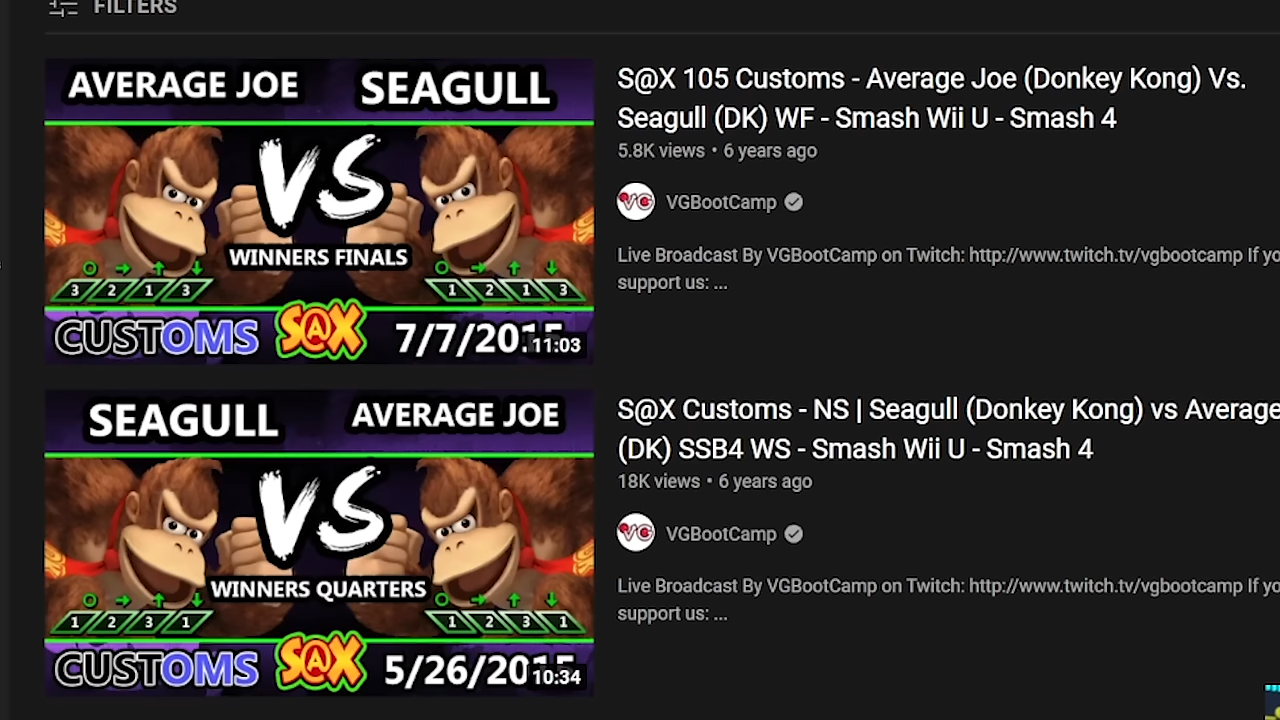 FILTERS
AVERAGE JOE
SEAGULL
VS
WINNERS FINALS
3 2 1 3
1 2 1 3
CUSTOMS
S@X
7/7/2015
11:03
S@X 105 Customs - Average Joe (Donkey Kong) Vs.
Seagull (DK) WF - Smash Wii U - Smash 4
5.8K views • 6 years ago
VG
VGBootCamp
Live Broadcast By VGBootCamp on Twitch: http://www.twitch.tv/vgbootcamp If yo
support us: ...
SEAGULL
AVERAGE JOE
VS
WINNERS QUARTERS
1 2 3 1
1 2 3 1
CUSTOMS
S@X
5/26/2015
10:34
S@X Customs - NS | Seagull (Donkey Kong) vs Average
(DK) SSB4 WS - Smash Wii U - Smash 4
18K views • 6 years ago
VG
VGBootCamp
Live Broadcast By VGBootCamp on Twitch: http://www.twitch.tv/vgbootcamp If yo
support us: ...